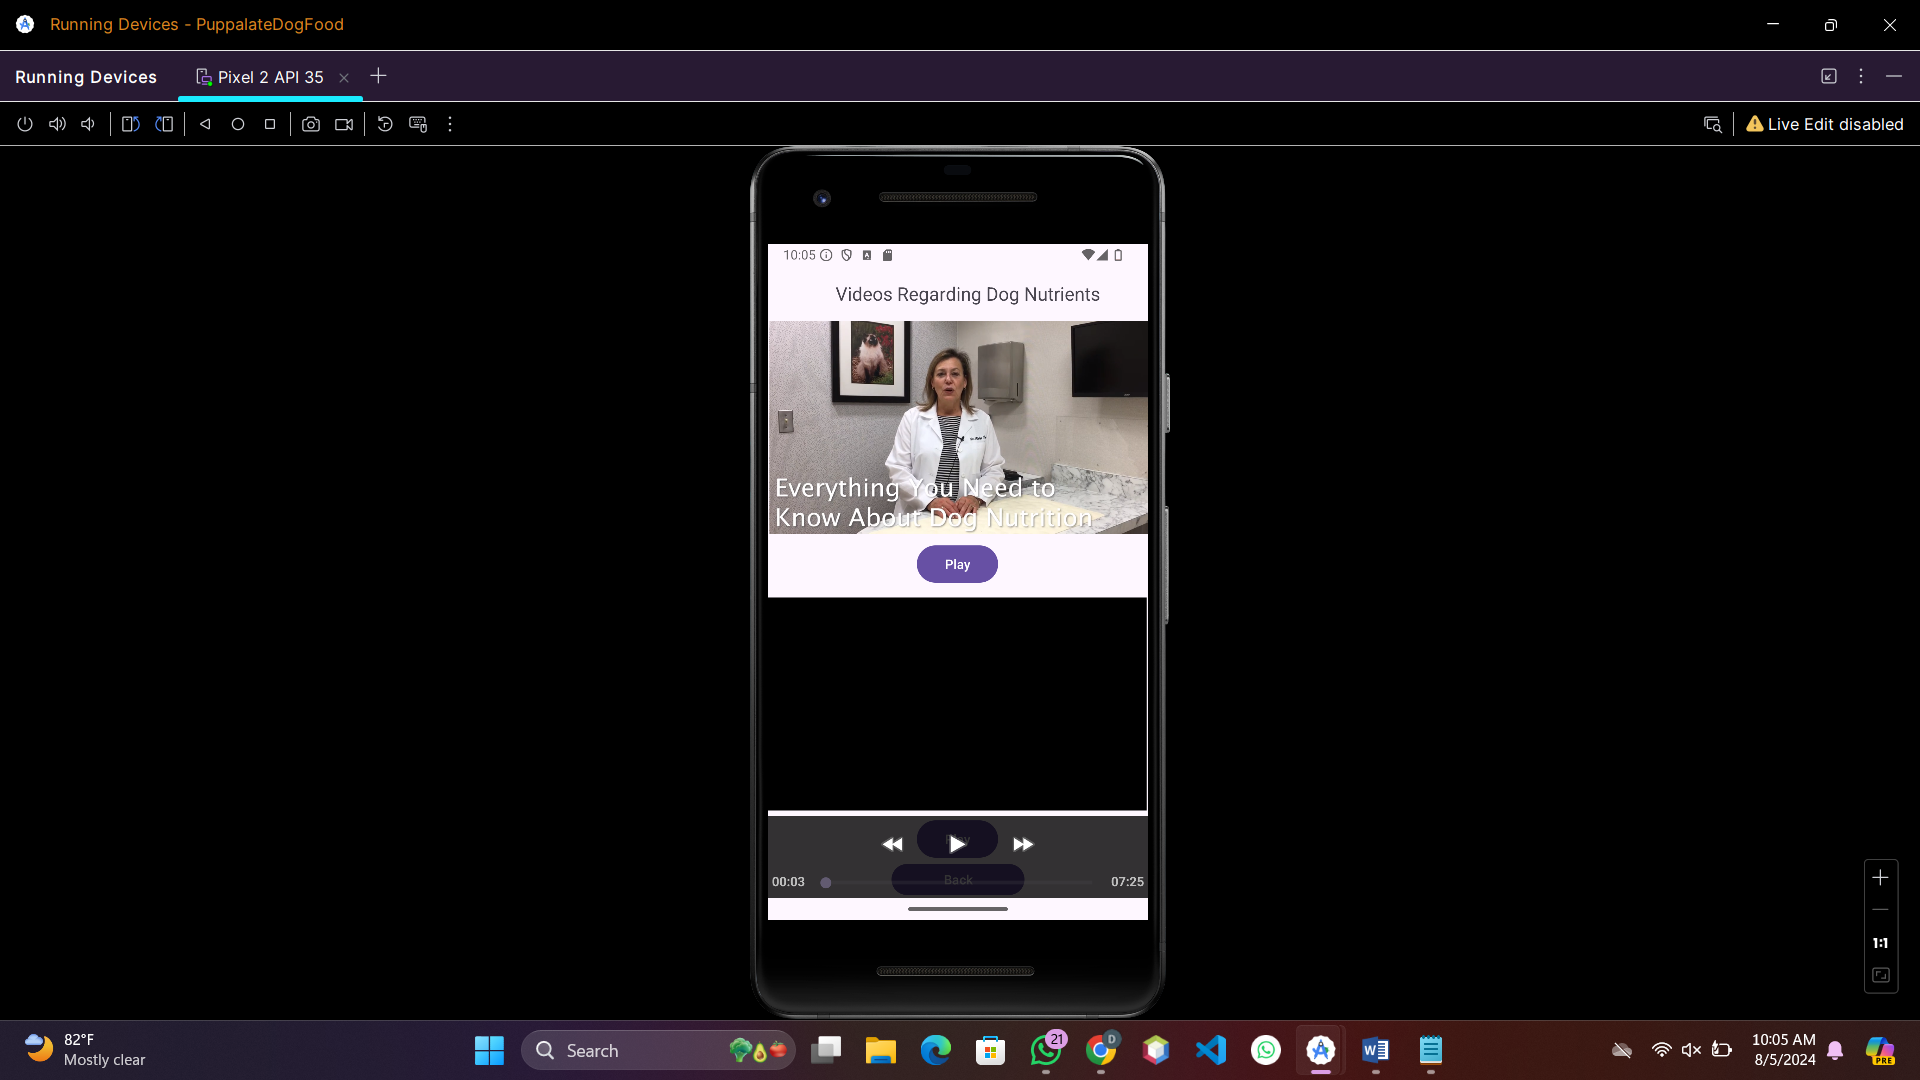 Running Devices - PuppalateDogFood
Running Devices
Pixel 2 API 35
Live Edit disabled
10:05
Videos Regarding Dog Nutrients
Everything You Need to
Know About Dog Nutrition
Play
Play
Back
00:03
07:25
1:1
82°F
Mostly clear
Search
21
D
PRE
10:05 AM
8/5/2024